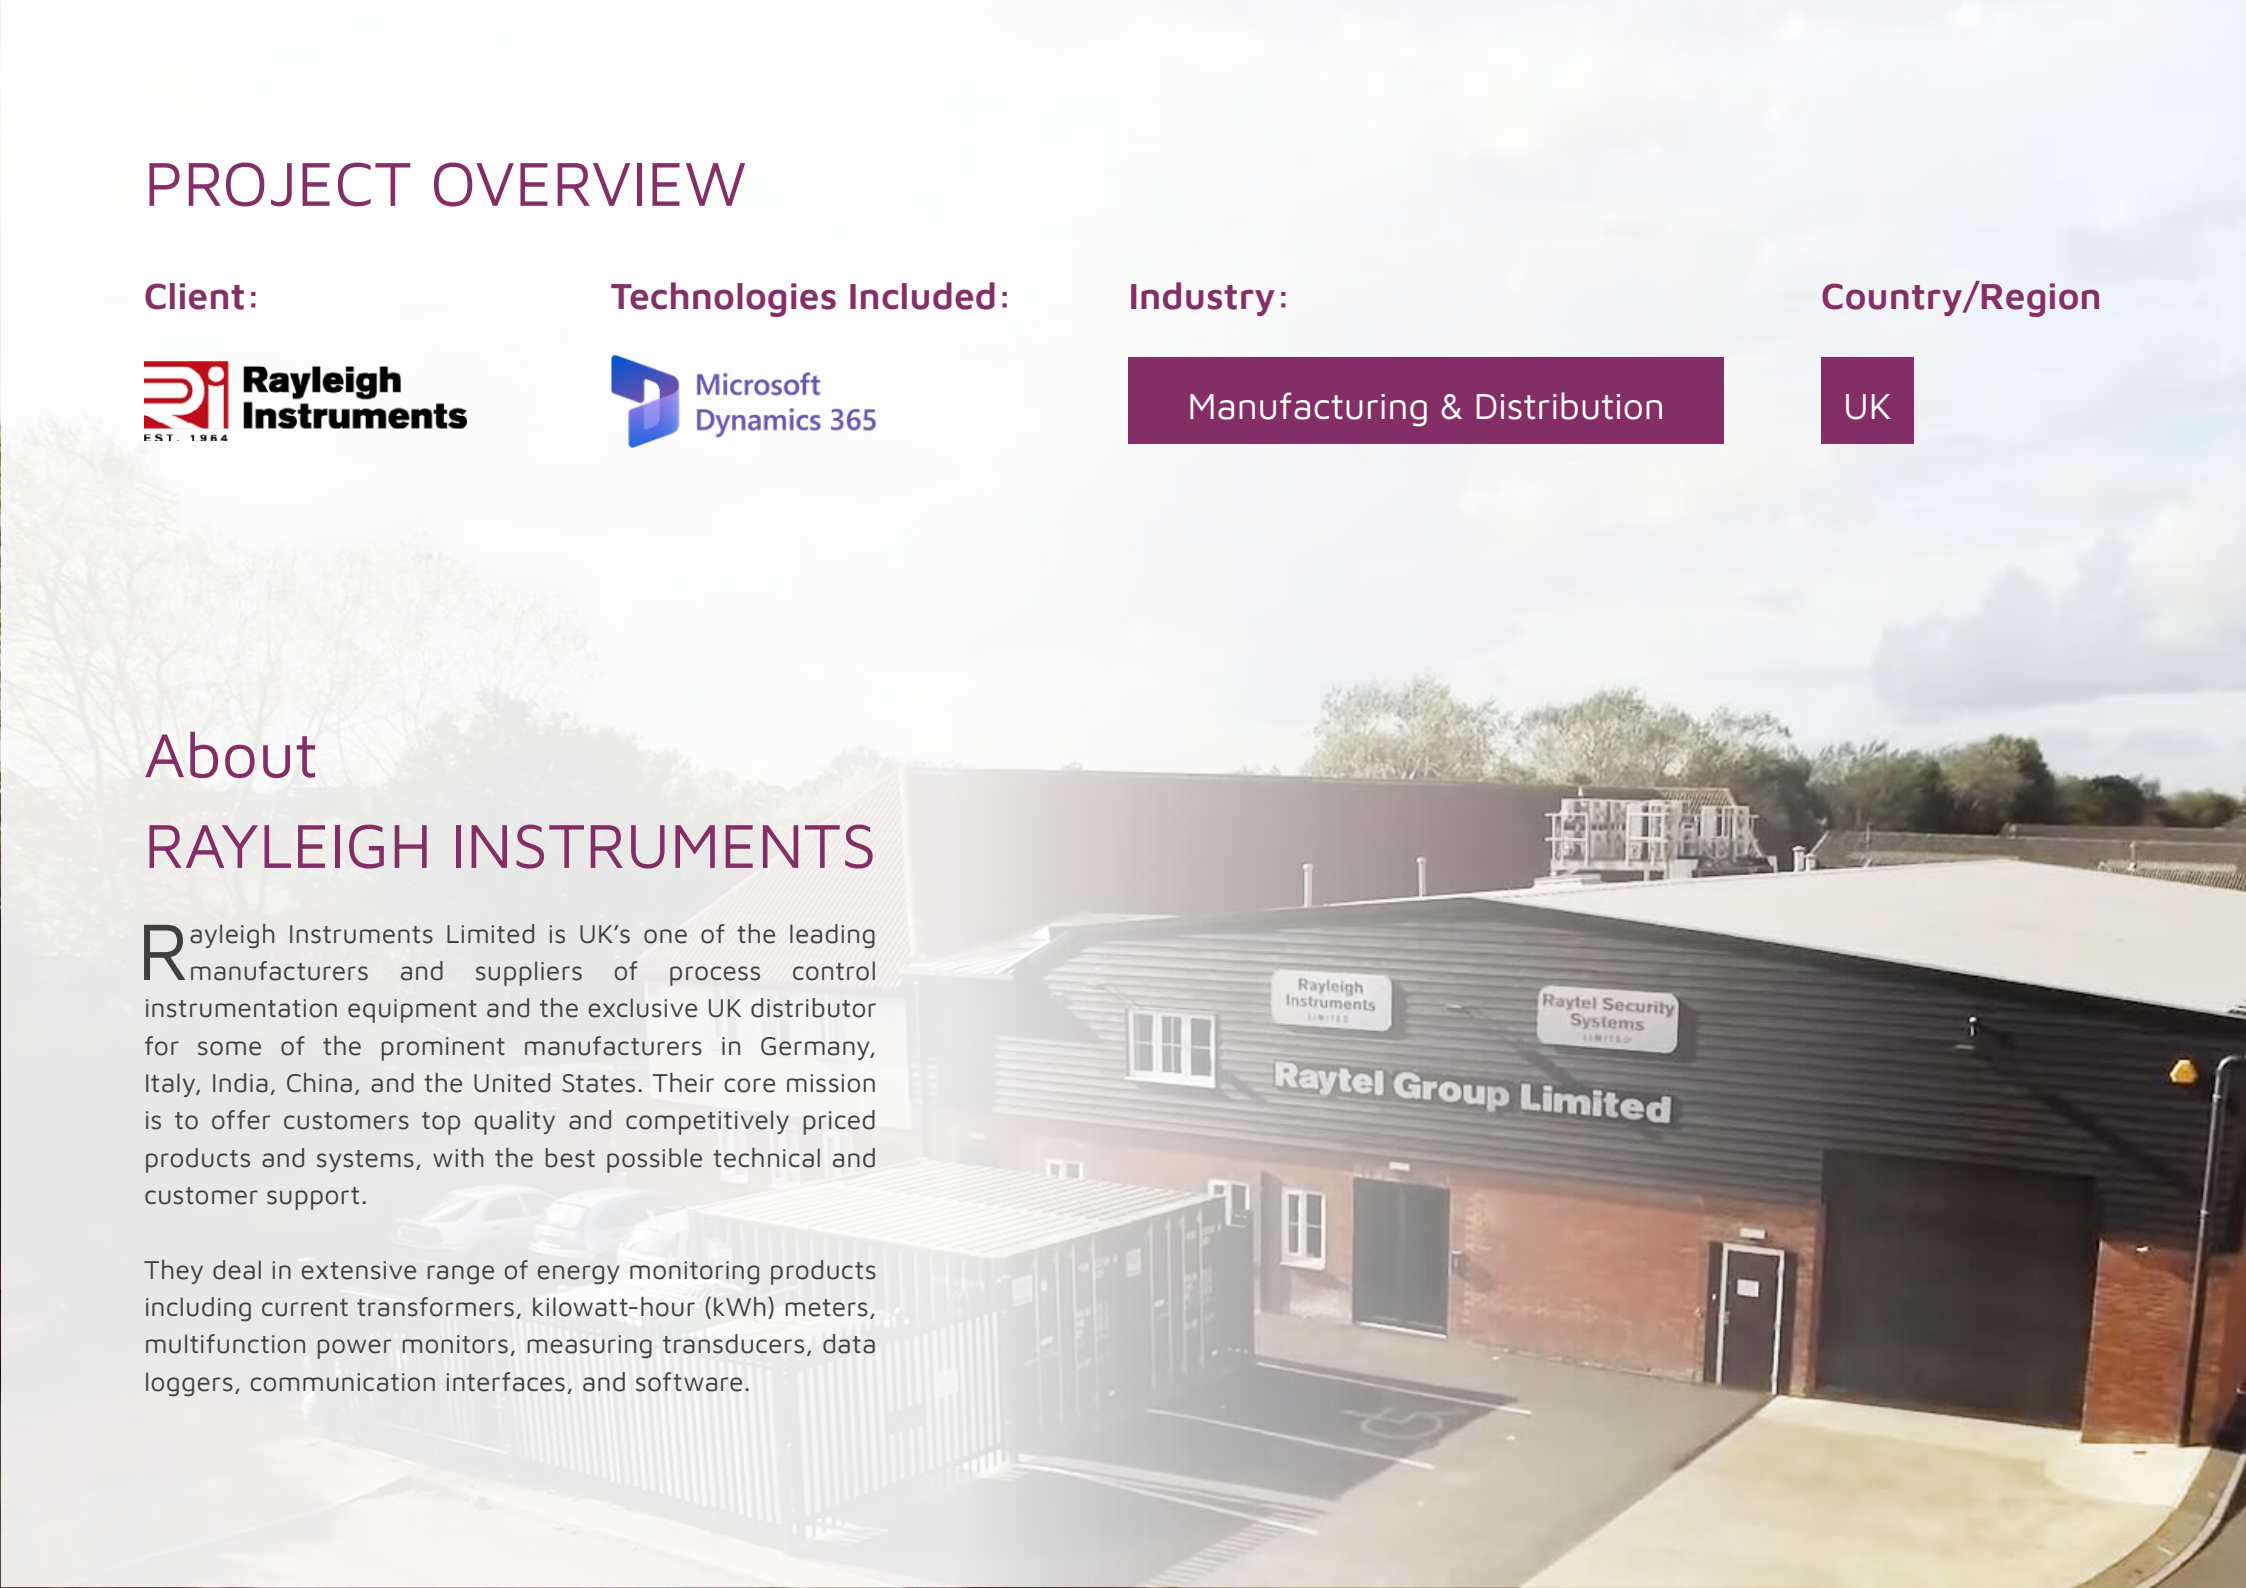 PROJECT OVERVIEW
Client:
Technologies Included:
Industry:
Country/Region
Rayleigh
Instruments
EST. 1964
Microsoft
Dynamics 365
Manufacturing & Distribution
UK
About
RAYLEIGH INSTRUMENTS
Rayleigh Instruments Limited is UK’s one of the leading
manufacturers and suppliers of process control
instrumentation equipment and the exclusive UK distributor
for some of the prominent manufacturers in Germany,
Italy, India, China, and the United States. Their core mission
is to offer customers top quality and competitively priced
products and systems, with the best possible technical and
customer support.
They deal in extensive range of energy monitoring products
including current transformers, kilowatt-hour (kWh) meters,
multifunction power monitors, measuring transducers, data
loggers, communication interfaces, and software.
Rayleigh
Instruments
LIMITED
Raytel Security
Systems
LIMITED
Raytel Group Limited